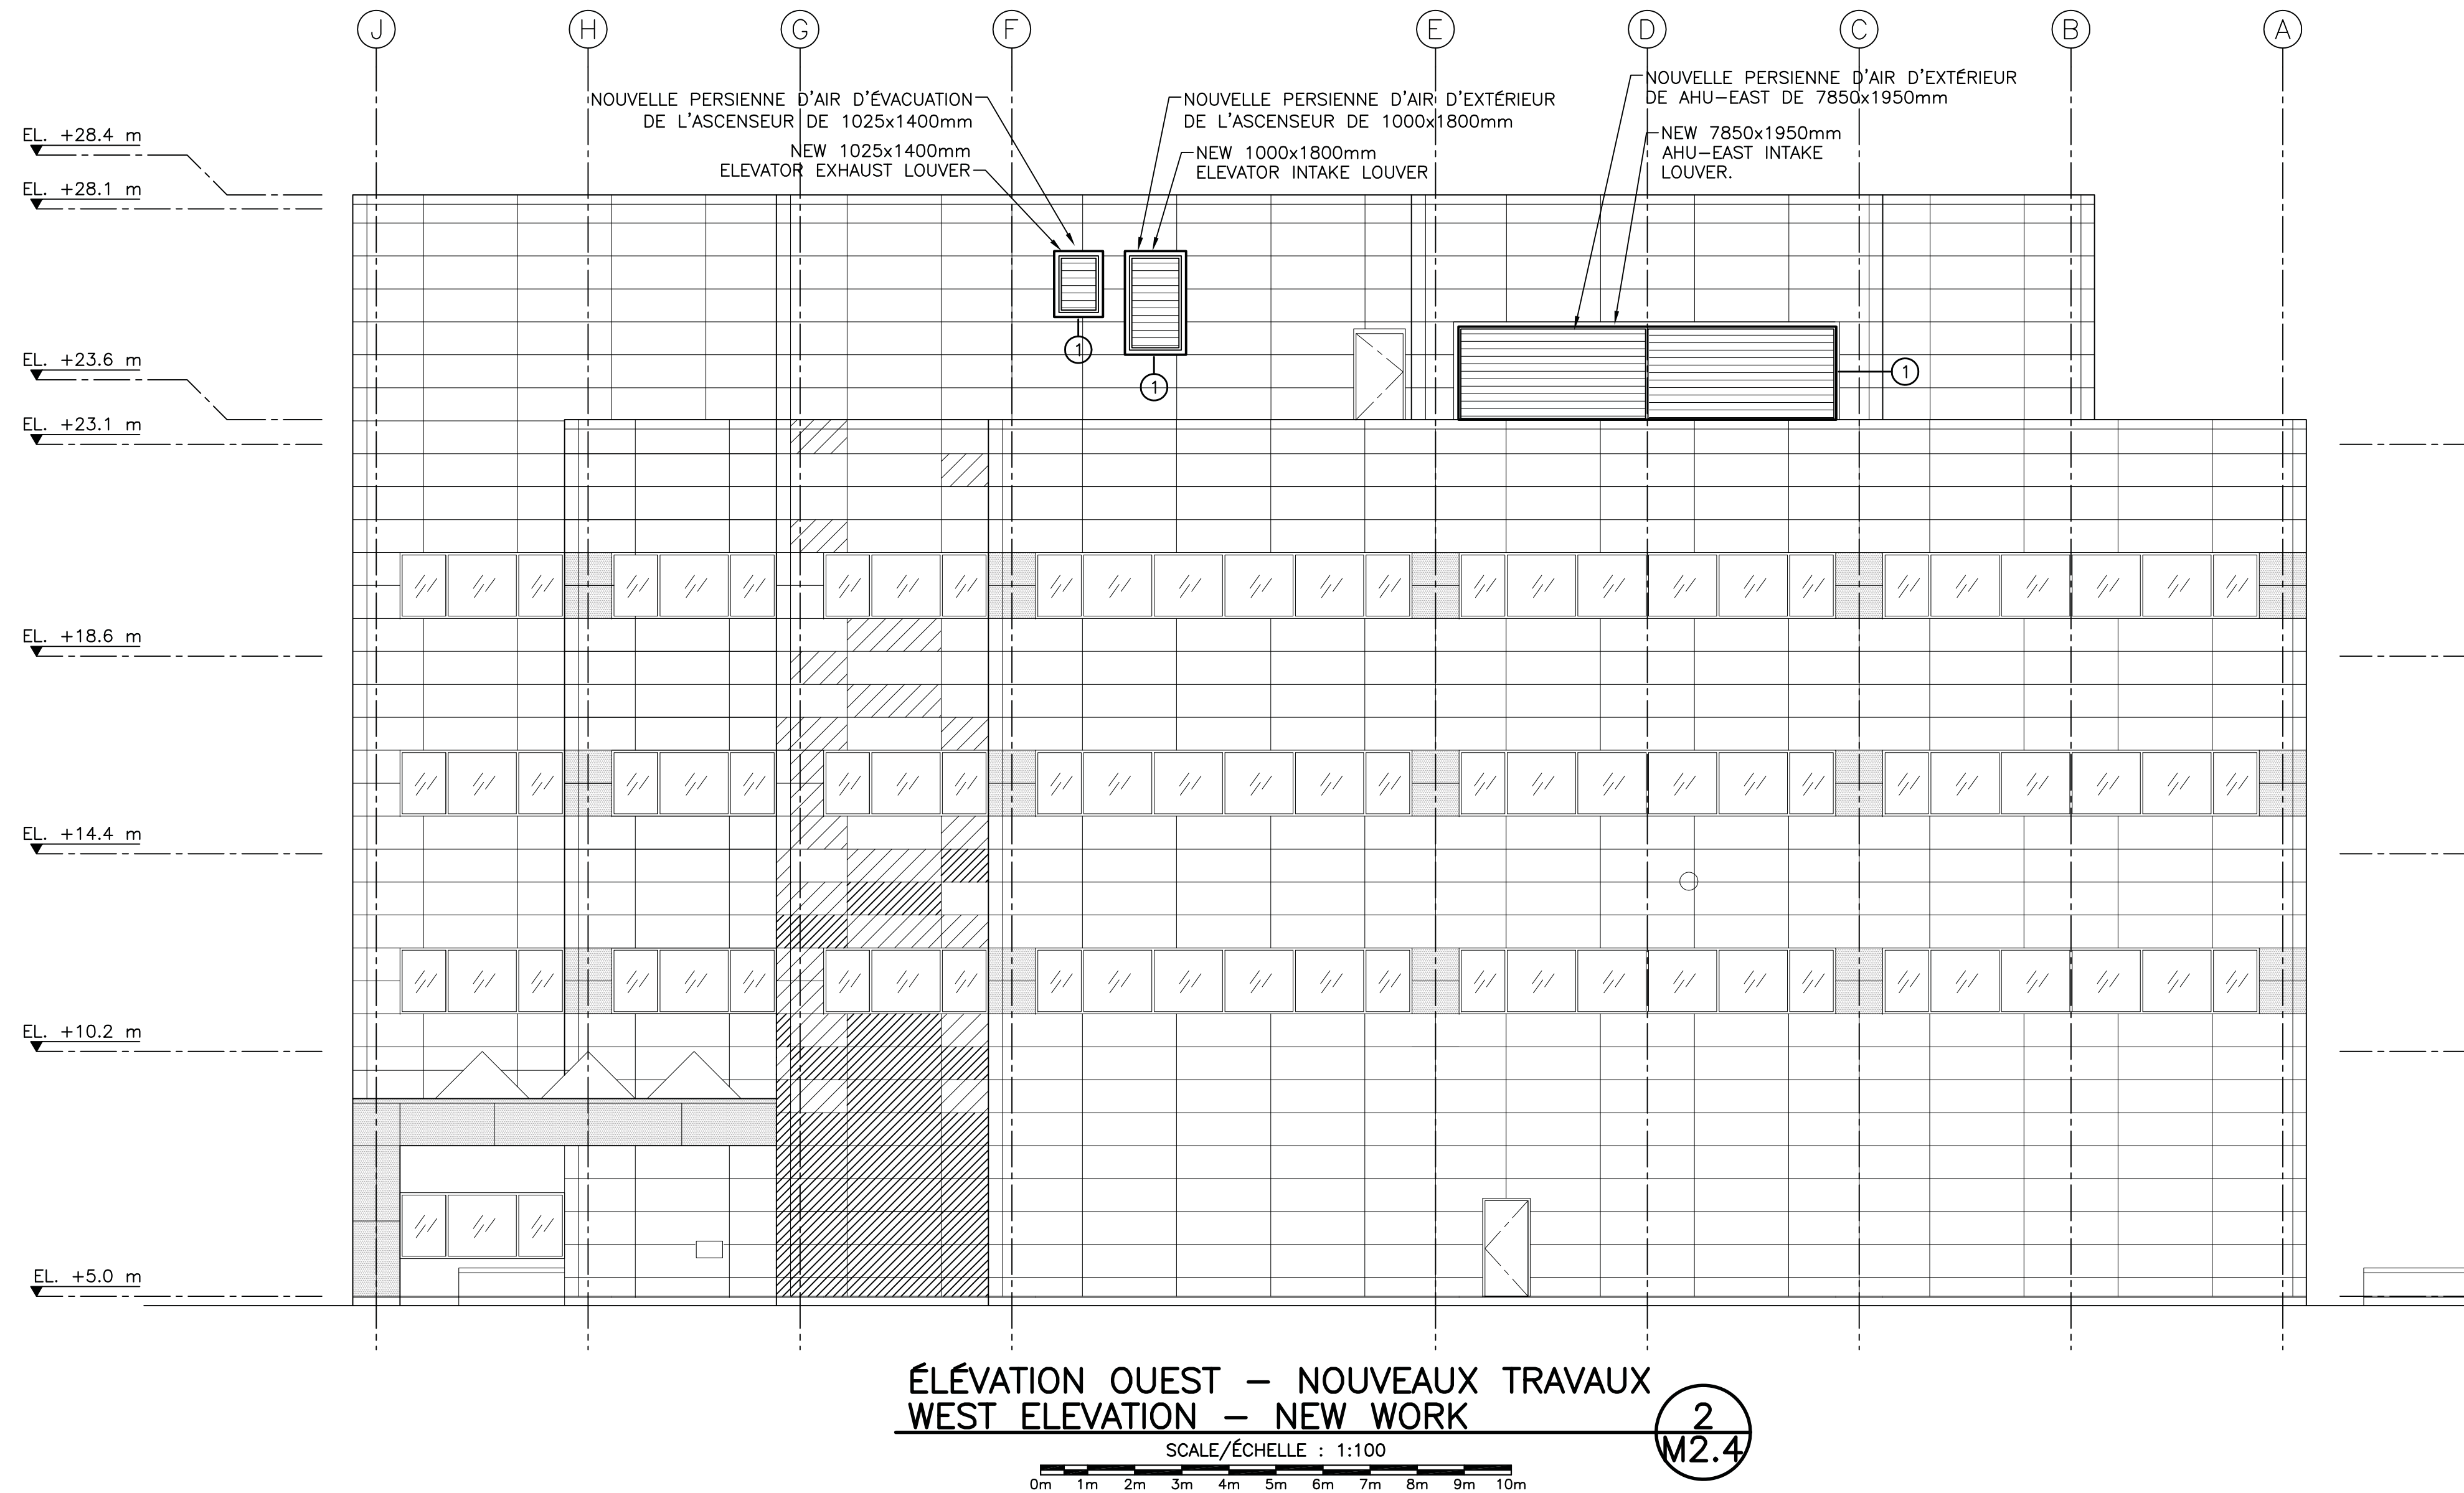 J H G F E D C B A
NOUVELLE PERSIENNE D'AIR D'ÉVACUATION
DE L'ASCENSEUR DE 1025x1400mm
NEW 1025x1400mm
ELEVATOR EXHAUST LOUVER
NOUVELLE PERSIENNE D'AIR D'EXTÉRIEUR
DE L'ASCENSEUR DE 1000x1800mm
NEW 1000x1800mm
ELEVATOR INTAKE LOUVER
NOUVELLE PERSIENNE D'AIR D'EXTÉRIEUR
DE AHU-EAST DE 7850x1950mm
NEW 7850x1950mm
AHU-EAST INTAKE
LOUVER.
EL. +28.4 m
EL. +28.1 m
EL. +23.6 m
EL. +23.1 m
EL. +18.6 m
EL. +14.4 m
EL. +10.2 m
EL. +5.0 m
1
1
1
ÉLÉVATION OUEST - NOUVEAUX TRAVAUX
WEST ELEVATION - NEW WORK
2
M2.4
SCALE/ÉCHELLE : 1:100
0m 1m 2m 3m 4m 5m 6m 7m 8m 9m 10m